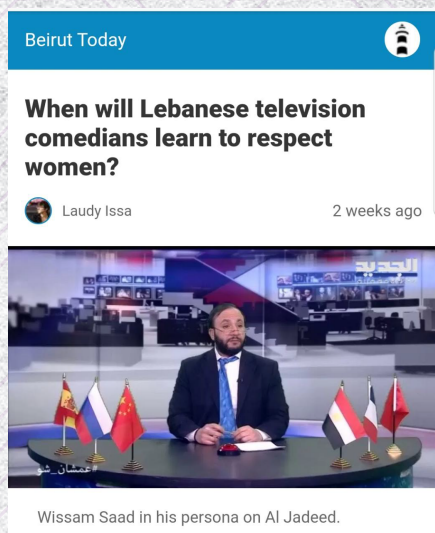 Beirut Today
When will Lebanese television
comedians learn to respect
women?
Laudy Issa
2 weeks ago
الجديد
#عمشان_شو
Wissam Saad in his persona on Al Jadeed.